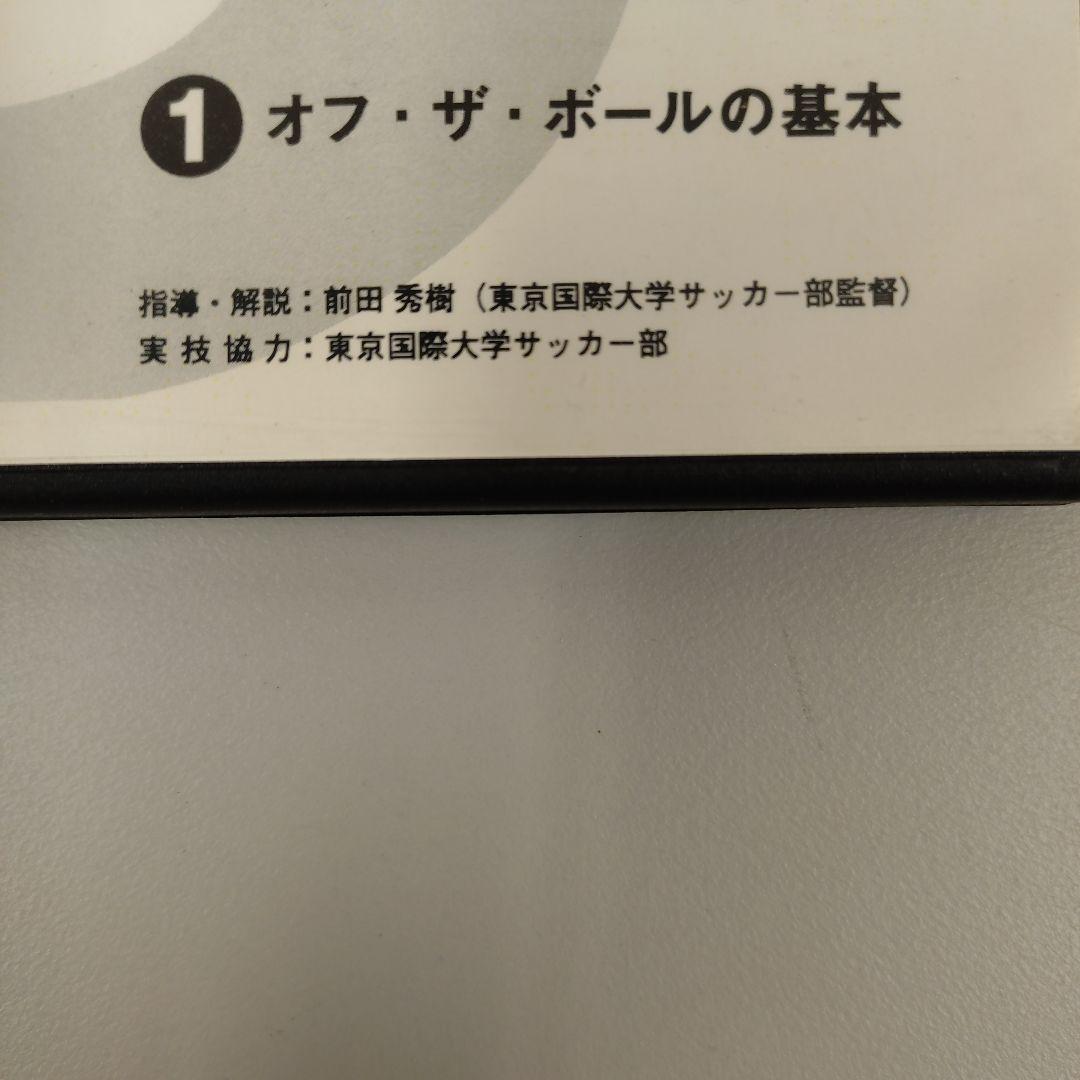 1 オフ・ザ・ボールの基本
指導・解説：前田 秀樹（東京国際大学サッカー部監督）
実技協力：東京国際大学サッカー部